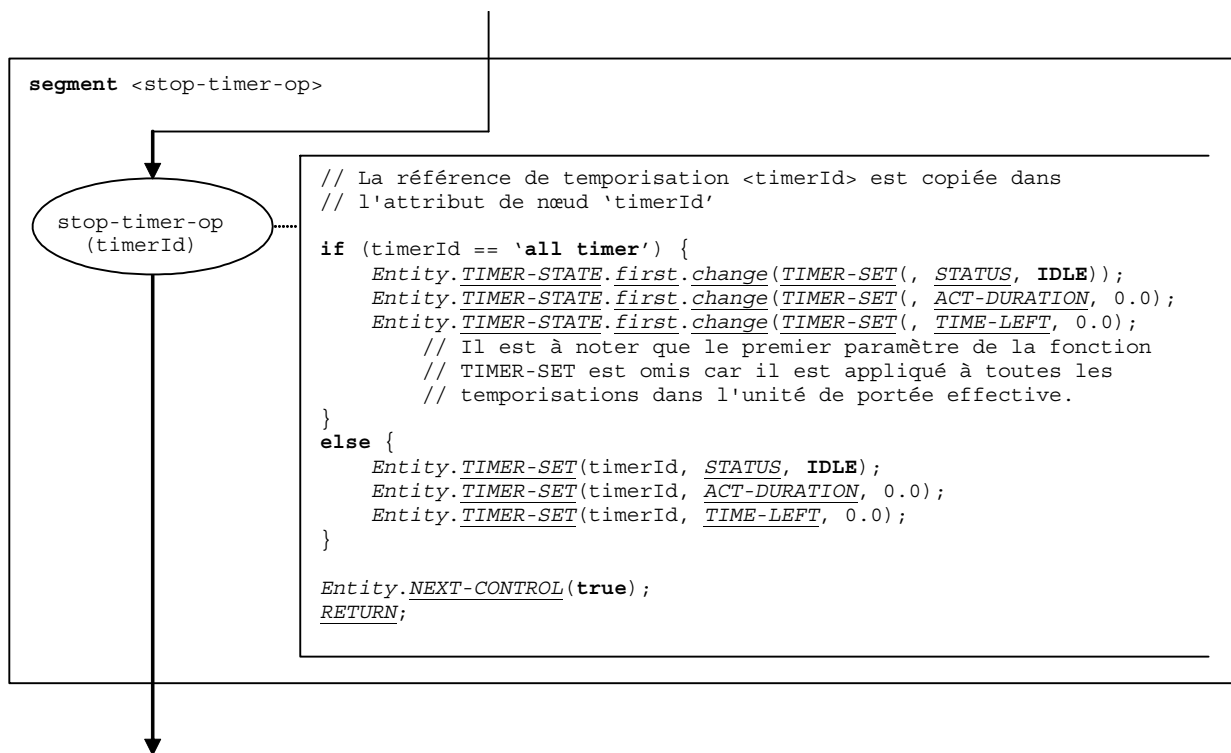 segment <stop-timer-op>
stop-timer-op
(timerId)
// La référence de temporisation <timerId> est copiée dans
// l'attribut de nœud ‘timerId’
if (timerId == ‘all timer’) {
Entity.TIMER-STATE.first.change(TIMER-SET(, STATUS, IDLE));
Entity.TIMER-STATE.first.change(TIMER-SET(, ACT-DURATION, 0.0);
Entity.TIMER-STATE.first.change(TIMER-SET(, TIME-LEFT, 0.0);
// Il est à noter que le premier paramètre de la fonction
// TIMER-SET est omis car il est appliqué à toutes les
// temporisations dans l'unité de portée effective.
}
else {
Entity.TIMER-SET(timerId, STATUS, IDLE);
Entity.TIMER-SET(timerId, ACT-DURATION, 0.0);
Entity.TIMER-SET(timerId, TIME-LEFT, 0.0);
}
Entity.NEXT-CONTROL(true);
RETURN;